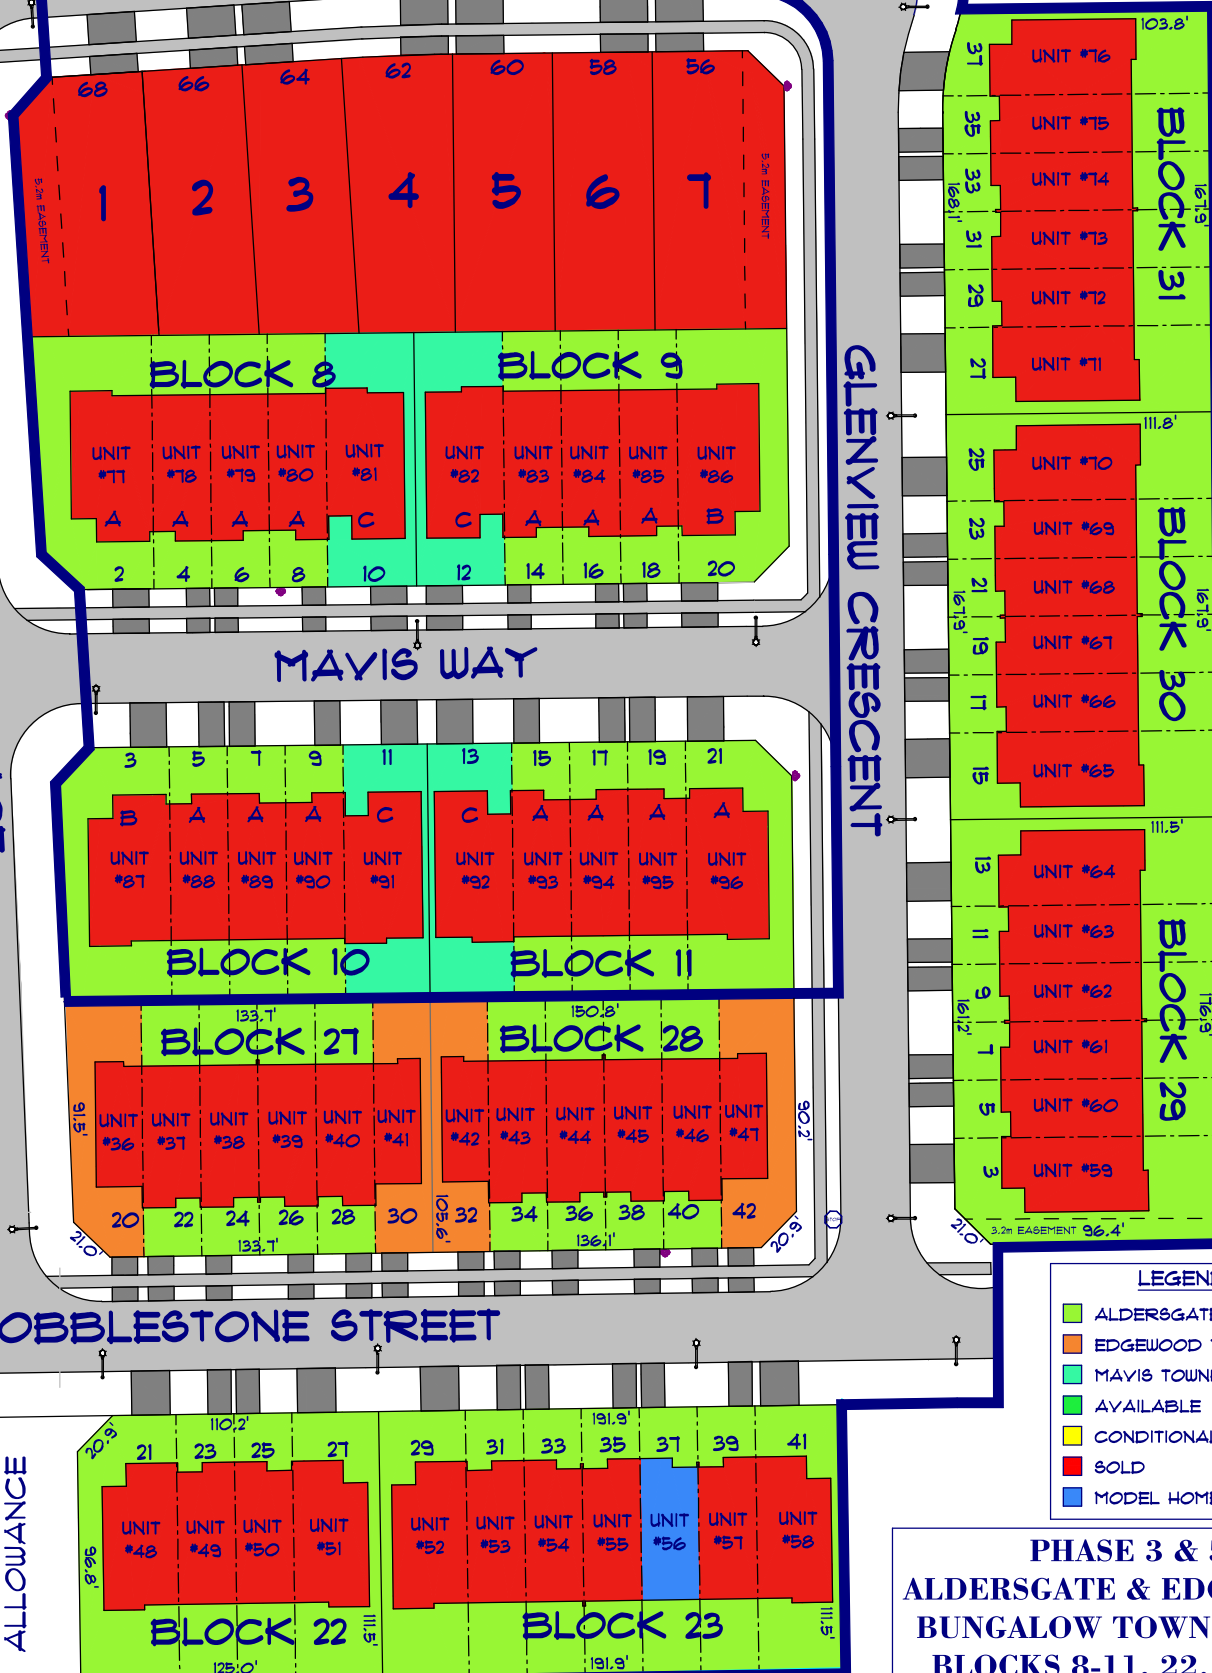 68 66 64 62 60 58 56
1 2 3 4 5 6 7
5.2m EASEMENT
5.2m EASEMENT
BLOCK 8
BLOCK 9
UNIT #77 A
UNIT #78 A
UNIT #79 A
UNIT #80 A
UNIT #81 C
UNIT #82 C
UNIT #83 A
UNIT #84 A
UNIT #85 A
UNIT #86 B
2 4 6 8 10 12 14 16 18 20
MAVIS WAY
GLENVIEW CRESCENT
3 5 7 9 11 13 15 17 19 21
B UNIT #87
A UNIT #88
A UNIT #89
A UNIT #90
C UNIT #91
C UNIT #92
A UNIT #93
A UNIT #94
A UNIT #95
A UNIT #96
BLOCK 10
BLOCK 11
133.7'
150.8'
BLOCK 27
BLOCK 28
91.5'
UNIT #36
UNIT #37
UNIT #38
UNIT #39
UNIT #40
UNIT #41
UNIT #42
UNIT #43
UNIT #44
UNIT #45
UNIT #46
UNIT #47
90.2'
20 22 24 26 28 30 32 34 36 38 40 42
105.6'
21.0'
133.7'
136.1'
20.9'
STOP
OBBLESTONE STREET
20.9'
110.2'
191.9'
21 23 25 27 29 31 33 35 37 39 41
UNIT #48
UNIT #49
UNIT #50
UNIT #51
UNIT #52
UNIT #53
UNIT #54
UNIT #55
UNIT #56
UNIT #57
UNIT #58
96.8'
111.5'
111.5'
BLOCK 22
BLOCK 23
125.0'
191.9'
ALLOWANCE
103.8'
37 UNIT #76
35 UNIT #75
33 UNIT #74
31 UNIT #73
29 UNIT #72
27 UNIT #71
168.1'
167.9'
BLOCK 31
111.8'
25 UNIT #70
23 UNIT #69
21 UNIT #68
19 UNIT #67
17 UNIT #66
15 UNIT #65
167.9'
167.9'
BLOCK 30
111.5'
13 UNIT #64
11 UNIT #63
9 UNIT #62
7 UNIT #61
5 UNIT #60
3 UNIT #59
161.2'
176.9'
BLOCK 29
21.0'
3.2m EASEMENT 96.4'
LEGEN
ALDERSGATE
EDGEWOOD
MAVIS TOWN
AVAILABLE
CONDITIONAL
SOLD
MODEL HOME
PHASE 3 & 5
ALDERSGATE & EDG
BUNGALOW TOWN
BLOCKS 8-11, 22,